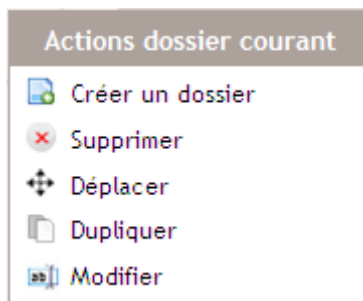 Actions dossier courant
Créer un dossier
Supprimer
Déplacer
Dupliquer
Modifier